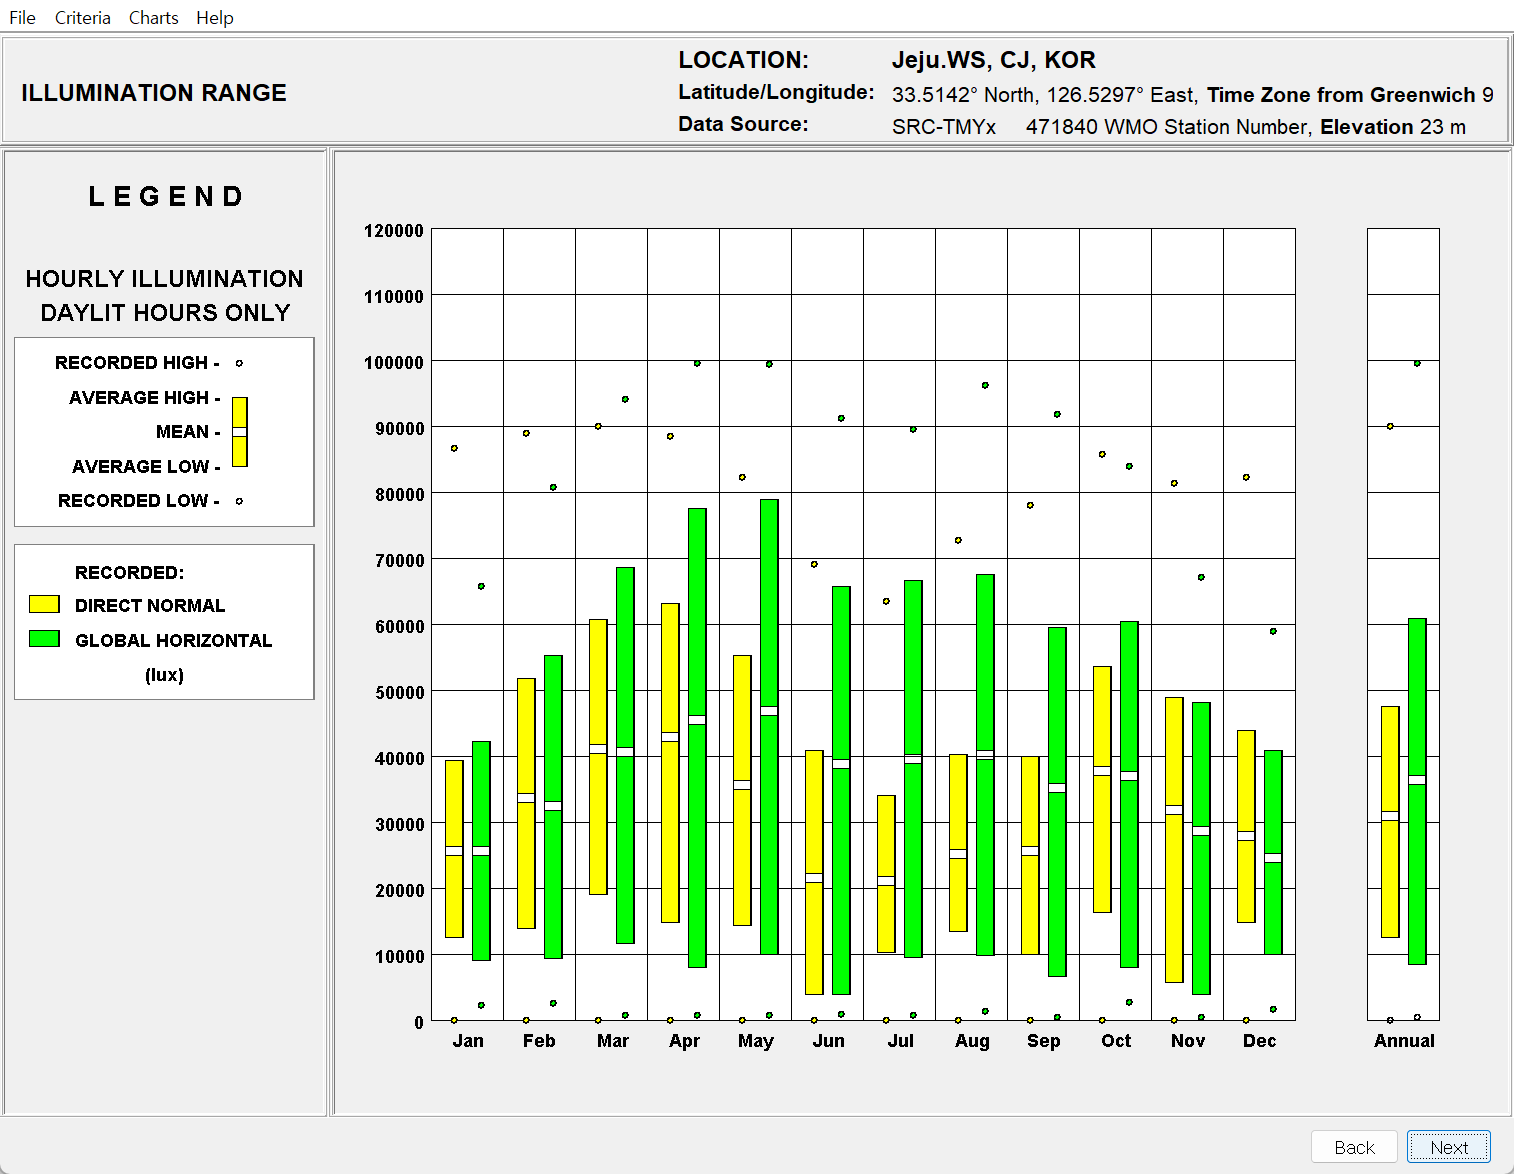 File Criteria Charts Help
ILLUMINATION RANGE
LOCATION: Jeju.WS, CJ, KOR
Latitude/Longitude: 33.5142° North, 126.5297° East, Time Zone from Greenwich 9
Data Source: SRC-TMYx 471840 WMO Station Number, Elevation 23 m
LEGEND
HOURLY ILLUMINATION
DAYLIT HOURS ONLY
RECORDED HIGH -
AVERAGE HIGH -
MEAN -
AVERAGE LOW -
RECORDED LOW -
RECORDED:
DIRECT NORMAL
GLOBAL HORIZONTAL
(lux)
120000
110000
100000
90000
80000
70000
60000
50000
40000
30000
20000
10000
0
Jan Feb Mar Apr May Jun Jul Aug Sep Oct Nov Dec Annual
Back Next